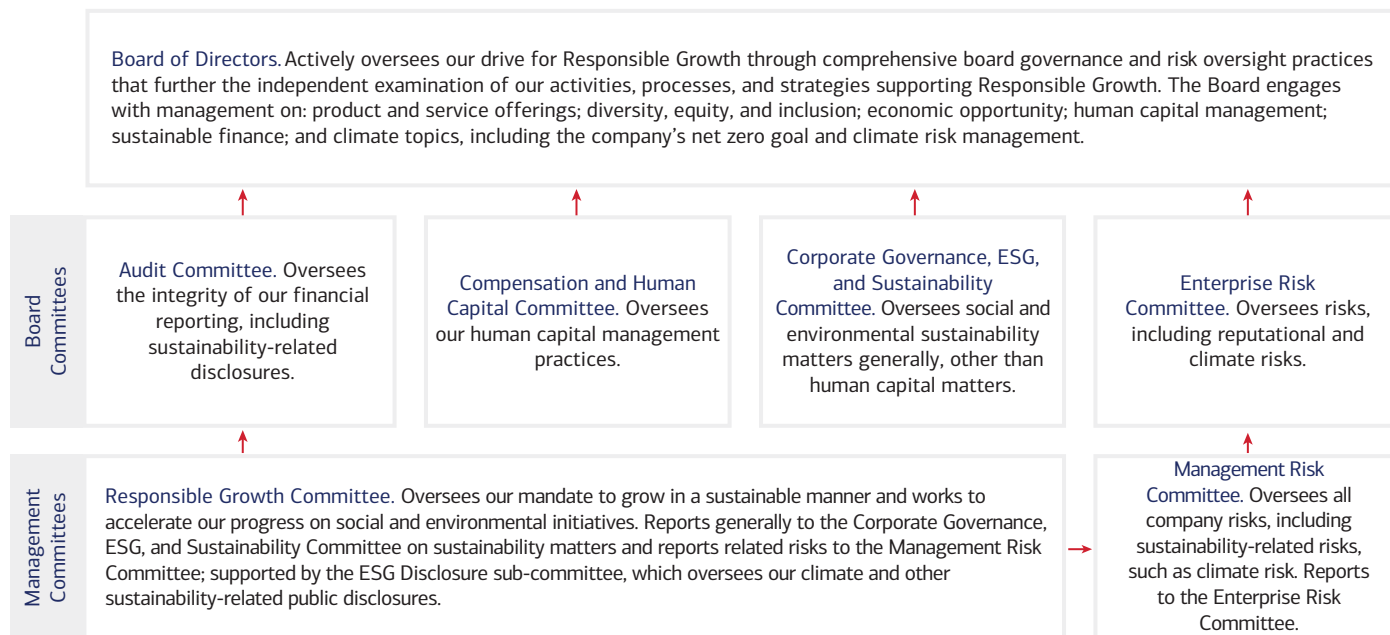 Board of Directors. Actively oversees our drive for Responsible Growth through comprehensive board governance and risk oversight practices
that further the independent examination of our activities, processes, and strategies supporting Responsible Growth. The Board engages
with management on: product and service offerings; diversity, equity, and inclusion; economic opportunity; human capital management;
sustainable finance; and climate topics, including the company’s net zero goal and climate risk management.
Board
Committees
Audit Committee. Oversees
the integrity of our financial
reporting, including
sustainability-related
disclosures.
Compensation and Human
Capital Committee. Oversees
our human capital management
practices.
Corporate Governance, ESG,
and Sustainability
Committee. Oversees social and
environmental sustainability
matters generally, other than
human capital matters.
Enterprise Risk
Committee. Oversees risks,
including reputational and
climate risks.
Management
Committees
Responsible Growth Committee. Oversees our mandate to grow in a sustainable manner and works to
accelerate our progress on social and environmental initiatives. Reports generally to the Corporate Governance,
ESG, and Sustainability Committee on sustainability matters and reports related risks to the Management Risk
Committee; supported by the ESG Disclosure sub-committee, which oversees our climate and other
sustainability-related public disclosures.
Management Risk
Committee. Oversees all
company risks, including
sustainability-related risks,
such as climate risk. Reports
to the Enterprise Risk
Committee.